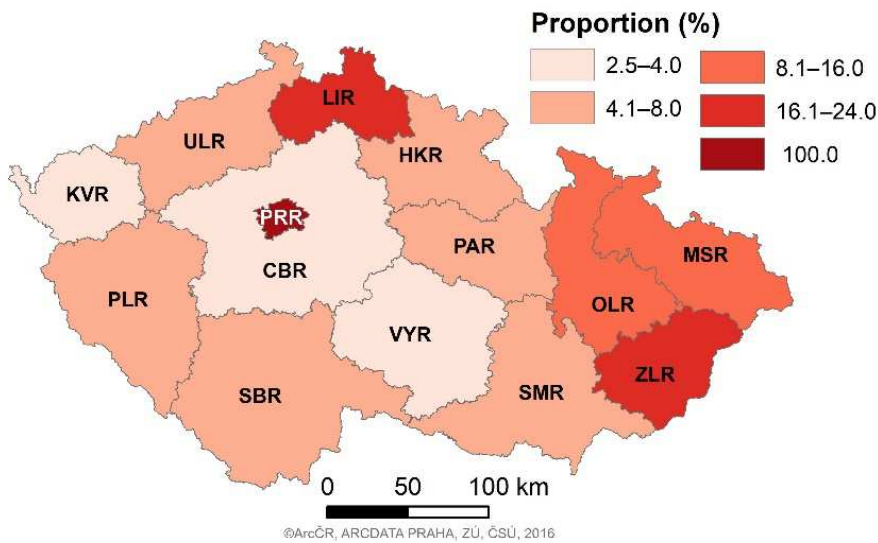 Proportion (%)
2.5–4.0
8.1–16.0
4.1–8.0
16.1–24.0
100.0
LIR
ULR
HKR
KVR
PRR
PAR
MSR
CBR
PLR
OLR
VYR
ZLR
SBR
SMR
0 50 100 km
©ArcČR, ARCDATA PRAHA, ZÚ, ČSÚ, 2016